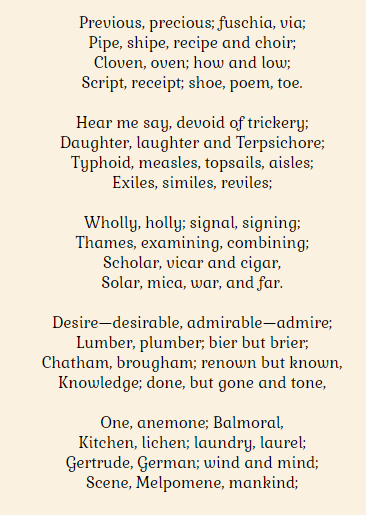 Previous, precious; fuschia, via;
Pipe, shipe, recipe and choir;
Cloven, oven; how and low;
Script, receipt; shoe, poem, toe.

Hear me say, devoid of trickery;
Daughter, laughter and Terpsichore;
Typhoid, measles, topsails, aisles;
Exiles, similes, reviles;

Wholly, holly; signal, signing;
Thames, examining, combining;
Scholar, vicar and cigar,
Solar, mica, war, and far.

Desire—desirable, admirable—admire;
Lumber, plumber; bier but brier;
Chatham, brougham; renown but known,
Knowledge; done, but gone and tone,

One, anemone; Balmoral,
Kitchen, lichen; laundry, laurel;
Gertrude, German; wind and mind;
Scene, Melpomene, mankind;